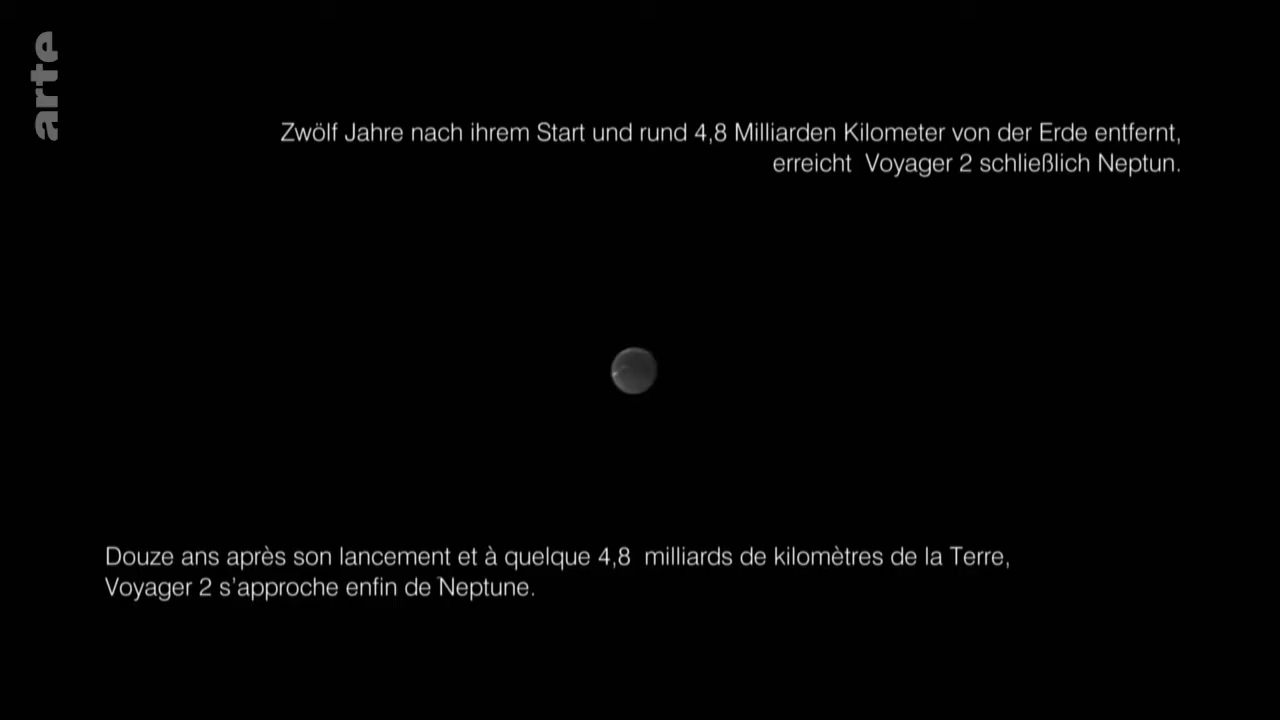 arte
Zwölf Jahre nach ihrem Start und rund 4,8 Milliarden Kilometer von der Erde entfernt,
erreicht  Voyager 2 schließlich Neptun.
Douze ans après son lancement et à quelque 4,8  milliards de kilomètres de la Terre,
Voyager 2 s’approche enfin de Neptune.